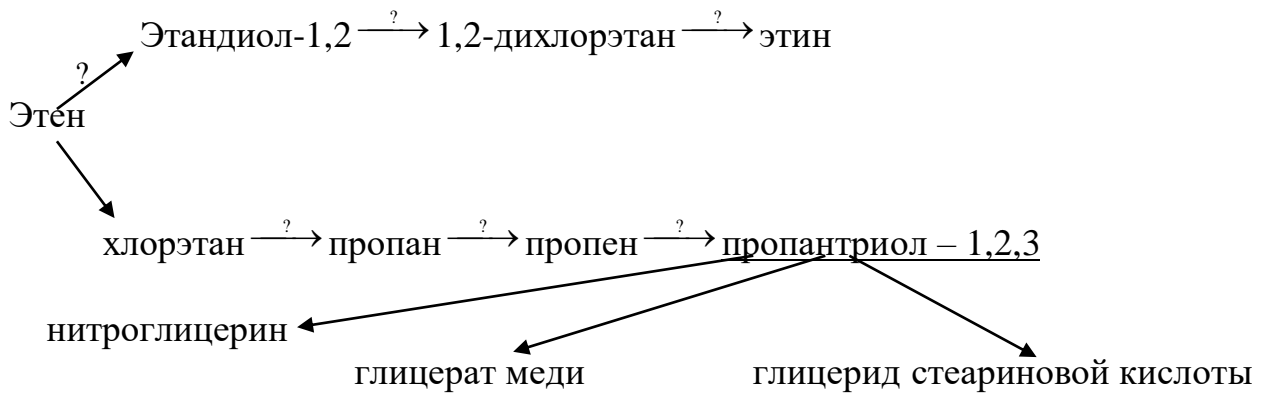 Этандиол-1,2 ? 1,2-дихлорэтан ? этин
?
Этен
хлорэтан ? пропан ? пропен ? пропантриол – 1,2,3
нитроглицерин
глицерат меди глицерид стеариновой кислоты